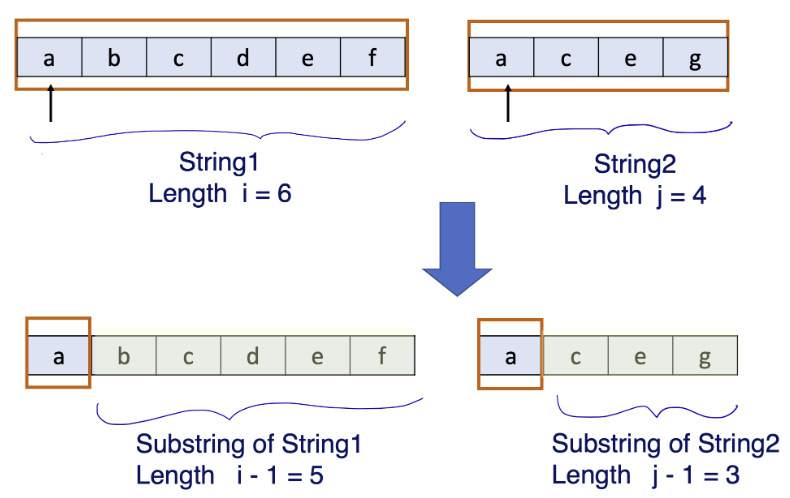 a b c d e f
a c e g
String1
Length i = 6
String2
Length j = 4
a b c d e f
a c e g
Substring of String1
Length i - 1 = 5
Substring of String2
Length j - 1 = 3